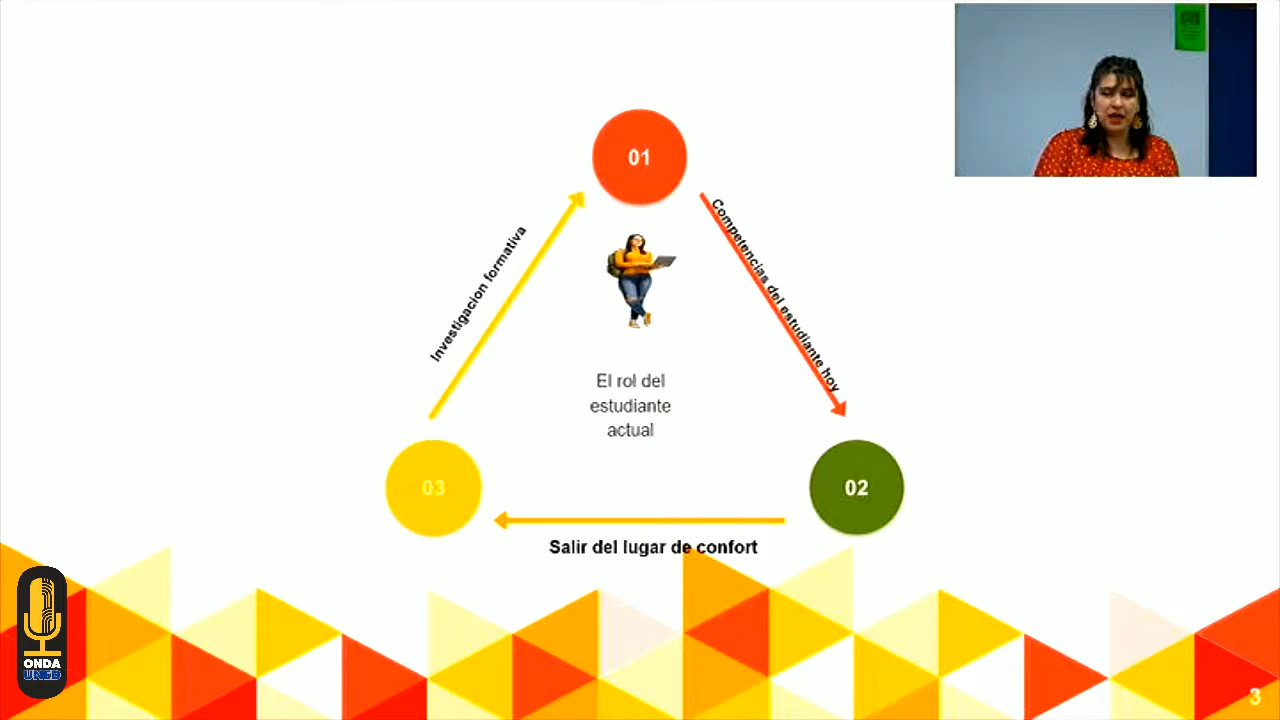 01
Investigacion formativa
Competencias del estudiante hoy
El rol del
estudiante
actual
03
02
Salir del lugar de confort
ONDA
UNED
3